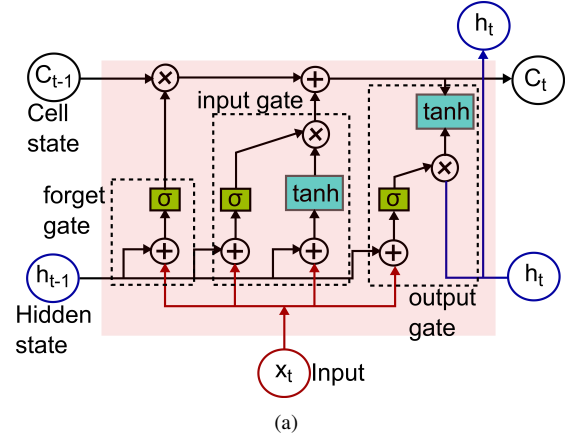 h_t
C_{t-1}
×
+
C_t
Cell
state
input gate
tanh
×
×
forget
gate
σ
σ
tanh
σ
+
+
+
+
h_{t-1}
h_t
Hidden
state
output
gate
x_t
Input
(a)